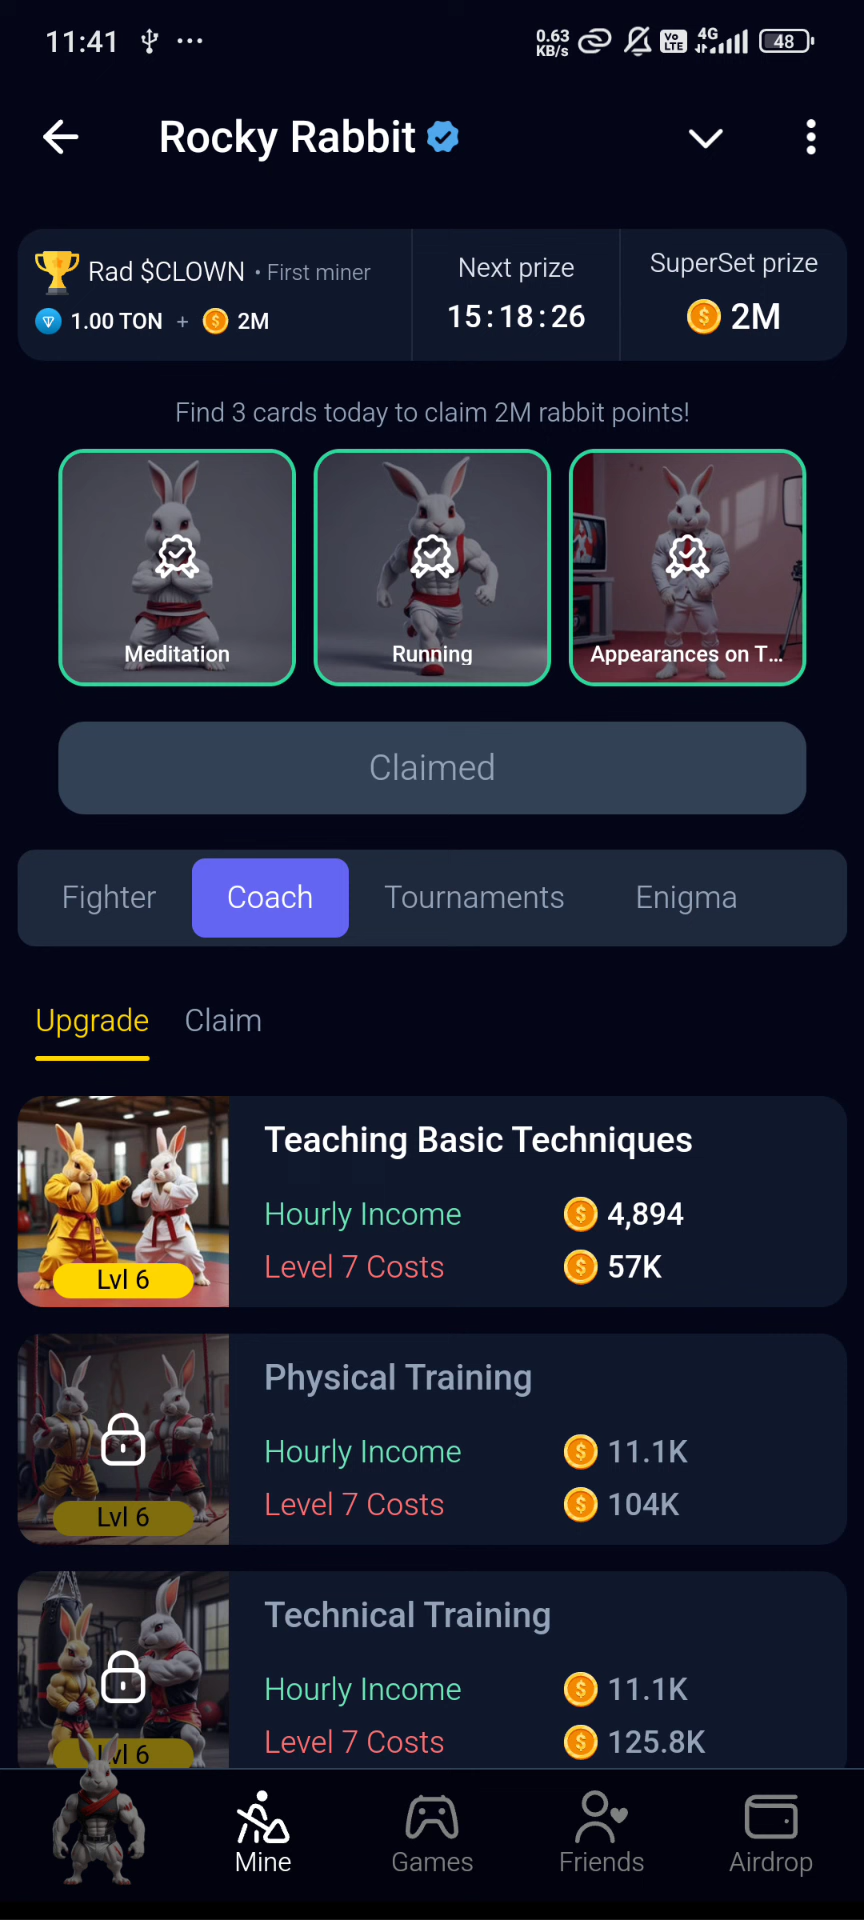 11:41 ... 0.63 KB/s Vo LTE 4G 48
Rocky Rabbit
Rad $CLOWN • First miner
1.00 TON + 2M
Next prize
15:18:26
SuperSet prize
2M
Find 3 cards today to claim 2M rabbit points!
Meditation
Running
Appearances on T...
Claimed
Fighter Coach Tournaments Enigma
Upgrade Claim
Teaching Basic Techniques
Hourly Income 4,894
Level 7 Costs 57K
Lvl 6
Physical Training
Hourly Income 11.1K
Level 7 Costs 104K
Lvl 6
Technical Training
Hourly Income 11.1K
Level 7 Costs 125.8K
Lvl 6
Mine Games Friends Airdrop